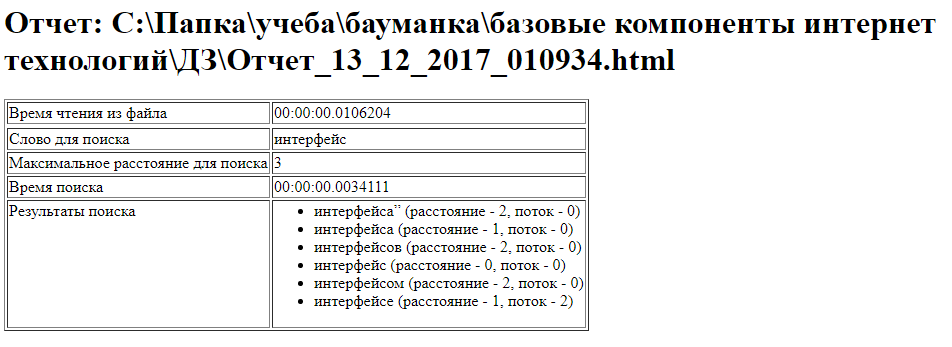 Отчет: C:\Папка\учеба\бауманка\базовые компоненты интернет
технологий\ДЗ\Отчет_13_12_2017_010934.html
Время чтения из файла 00:00:00.0106204
Слово для поиска интерфейс
Максимальное расстояние для поиска 3
Время поиска 00:00:00.0034111
Результаты поиска • интерфейса” (расстояние - 2, поток - 0)
• интерфейса (расстояние - 1, поток - 0)
• интерфейсов (расстояние - 2, поток - 0)
• интерфейс (расстояние - 0, поток - 0)
• интерфейсом (расстояние - 2, поток - 0)
• интерфейсе (расстояние - 1, поток - 2)